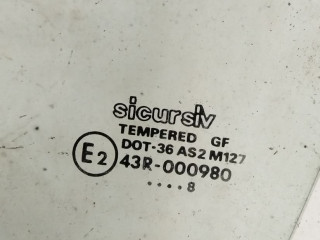 sicursiv
TEMPERED GF
DOT-36 AS2 M127
E2 43R-000980
.... 8